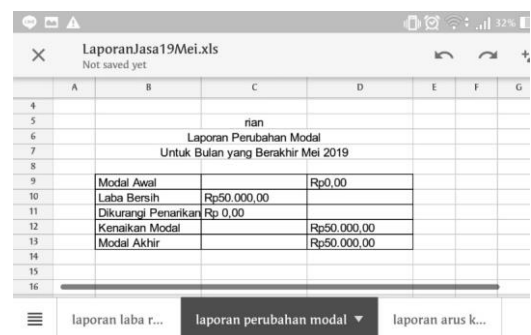 32%
LaporanJasa19Mei.xls
Not saved yet
A B C D E F G
4
5 rian
6 Laporan Perubahan Modal
7 Untuk Bulan yang Berakhir Mei 2019
8
9 Modal Awal Rp0,00
10 Laba Bersih Rp50.000,00
11 Dikurangi Penarikan Rp 0,00
12 Kenaikan Modal Rp50.000,00
13 Modal Akhir Rp50.000,00
14
15
16
laporan laba r... laporan perubahan modal laporan arus k...